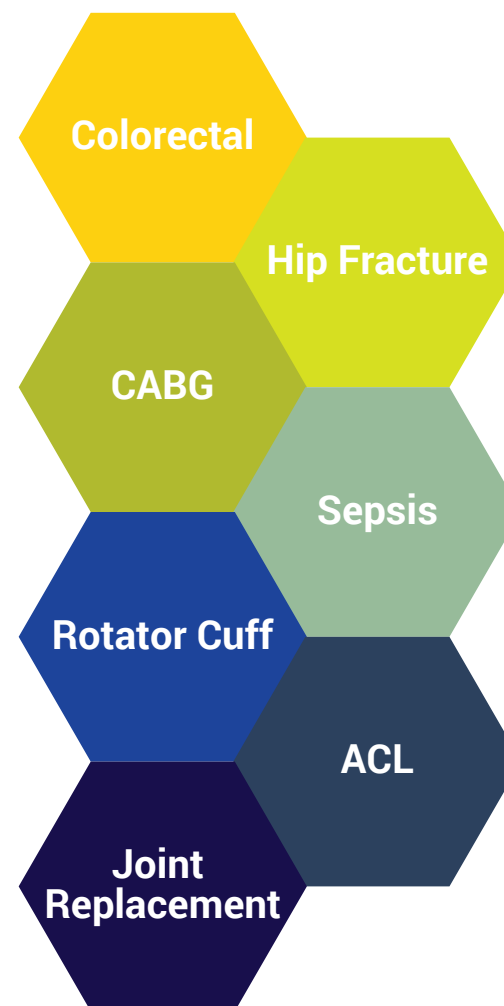 Colorectal
Hip Fracture
CABG
Sepsis
Rotator Cuff
ACL
Joint
Replacement